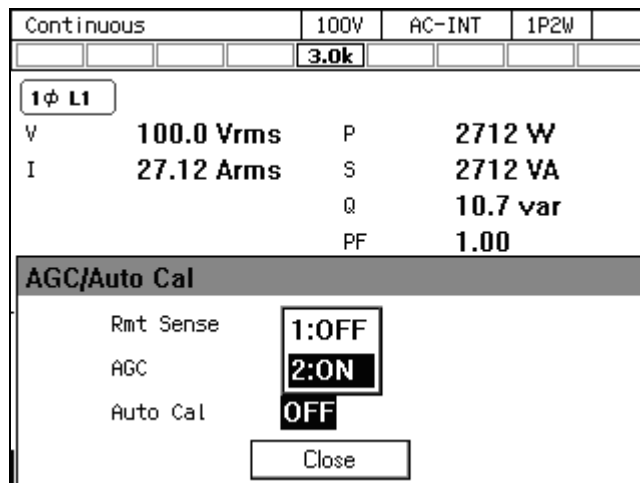 Continuous 100V AC-INT 1P2W
3.0k
1Φ L1
V 100.0 Vrms P 2712 W
I 27.12 Arms S 2712 VA
Q 10.7 var
PF 1.00
AGC/Auto Cal
Rmt Sense 1:OFF
AGC 2:ON
Auto Cal OFF
Close